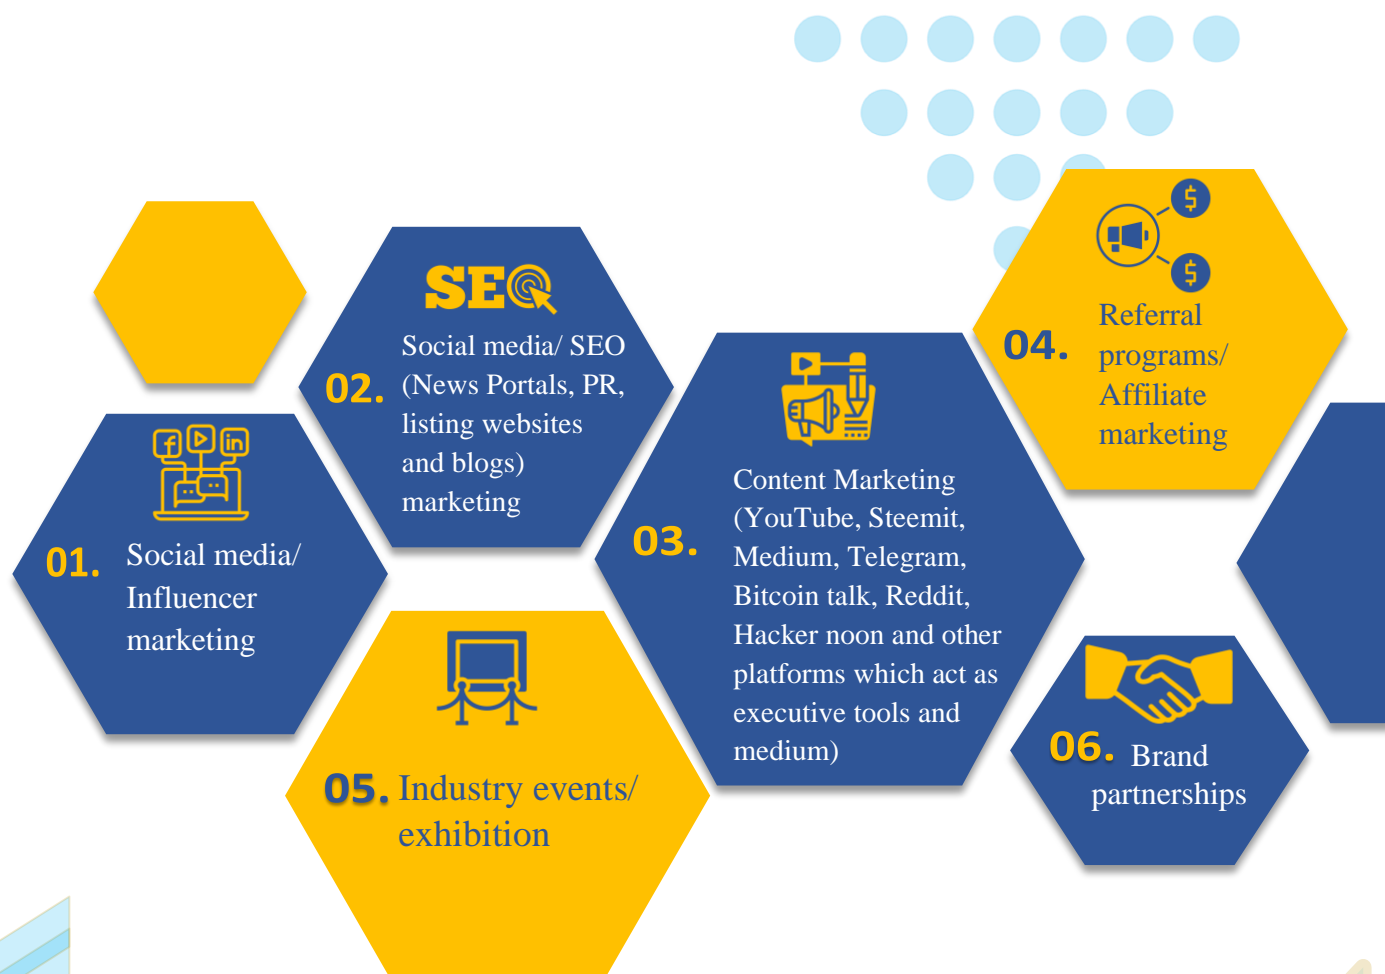 01.
Social media/
Influencer
marketing
SEO
02.
Social media/ SEO
(News Portals, PR,
listing websites
and blogs)
marketing
03.
Content Marketing
(YouTube, Steemit,
Medium, Telegram,
Bitcoin talk, Reddit,
Hacker noon and other
platforms which act as
executive tools and
medium)
$
$
04.
Referral
programs/
Affiliate
marketing
05. Industry events/
exhibition
06. Brand
partnerships